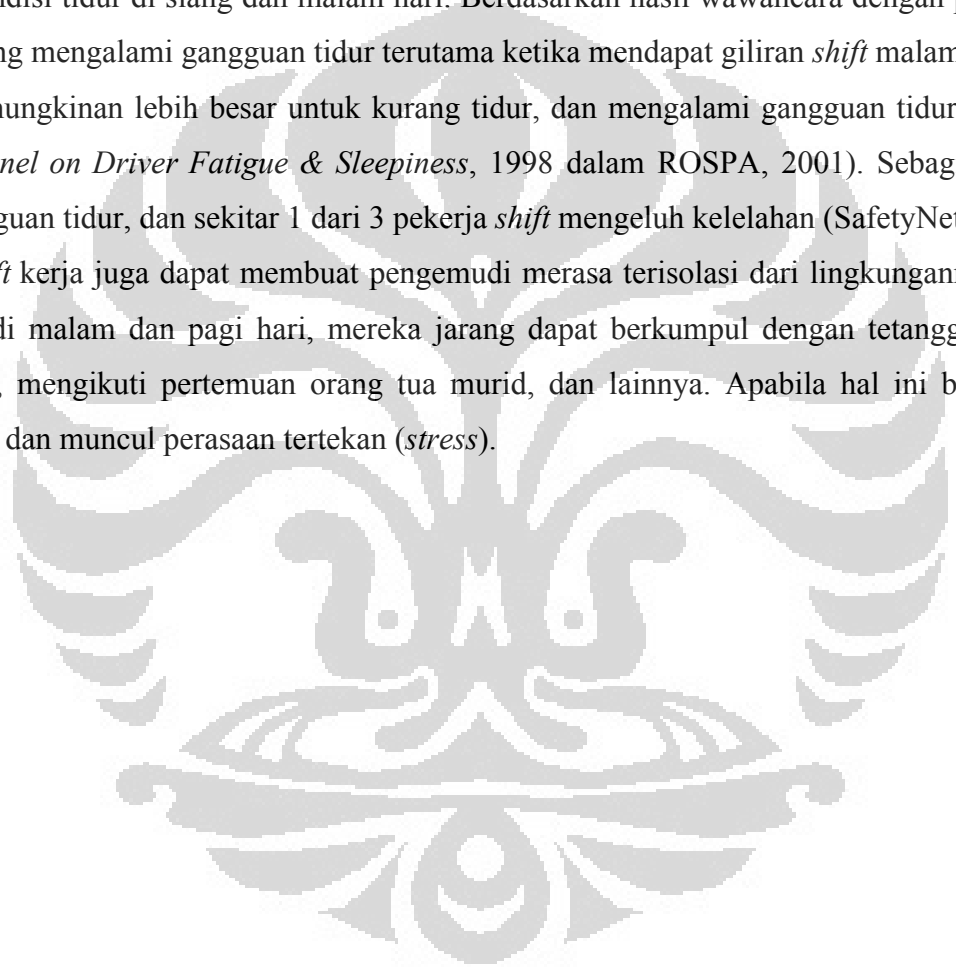 ndisi tidur di siang dan malam hari. Berdasarkan hasil wawancara dengan p
ng mengalami gangguan tidur terutama ketika mendapat giliran shift malam
nungkinan lebih besar untuk kurang tidur, dan mengalami gangguan tidur
nel on Driver Fatigue & Sleepiness, 1998 dalam ROSPA, 2001). Sebag
guan tidur, dan sekitar 1 dari 3 pekerja shift mengeluh kelelahan (SafetyNet
ft kerja juga dapat membuat pengemudi merasa terisolasi dari lingkungan
di malam dan pagi hari, mereka jarang dapat berkumpul dengan tetangg
, mengikuti pertemuan orang tua murid, dan lainnya. Apabila hal ini b
dan muncul perasaan tertekan (stress).